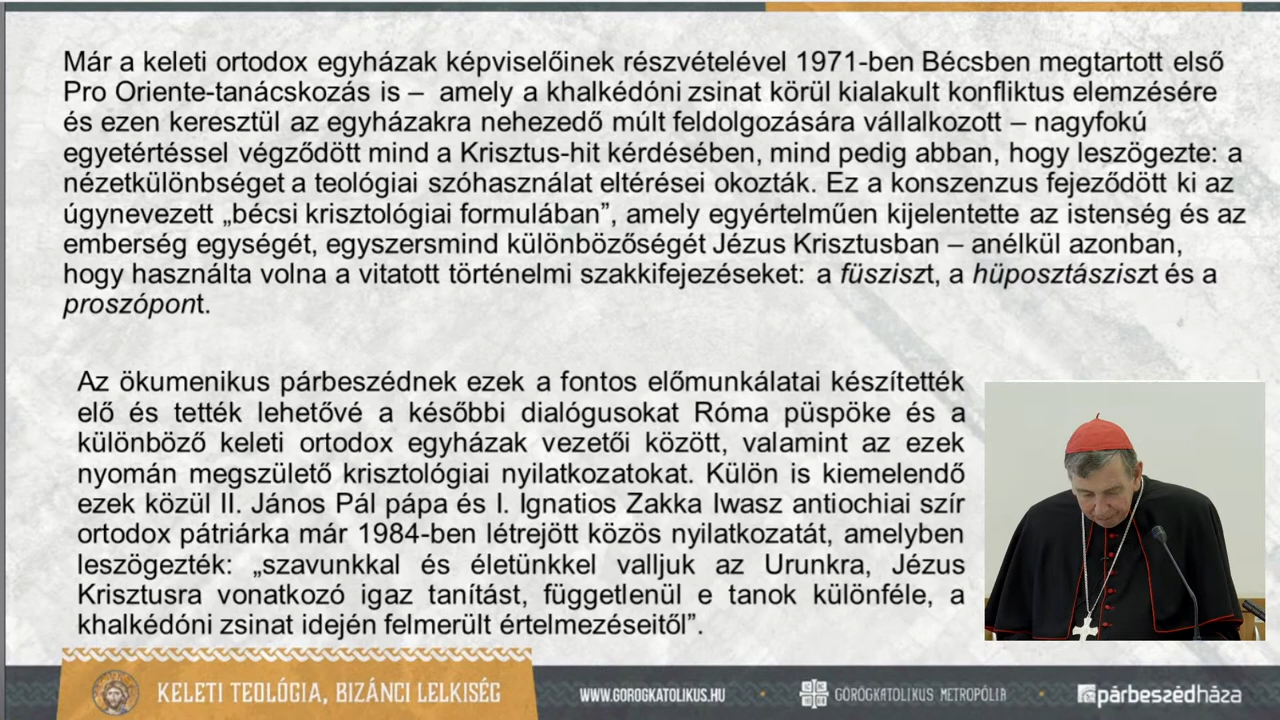 Már a keleti ortodox egyházak képviselőinek részvételével 1971-ben Bécsben megtartott első
Pro Oriente-tanácskozás is – amely a khalkédóni zsinat körül kialakult konfliktus elemzésére
és ezen keresztül az egyházakra nehezedő múlt feldolgozására vállalkozott – nagyfokú
egyetértéssel végződött mind a Krisztus-hit kérdésében, mind pedig abban, hogy leszögezte: a
nézetkülönbséget a teológiai szóhasználat eltérései okozták. Ez a konszenzus fejeződött ki az
úgynevezett „bécsi krisztológiai formulában”, amely egyértelműen kijelentette az istenség és az
emberség egységét, egyszersmind különbözőségét Jézus Krisztusban – anélkül azonban,
hogy használta volna a vitatott történelmi szakkifejezéseket: a füsziszt, a hüposztásziszt és a
proszópont.
Az ökumenikus párbeszédnek ezek a fontos előmunkálatai készítették
elő és tették lehetővé a későbbi dialógusokat Róma püspöke és a
különböző keleti ortodox egyházak vezetői között, valamint az ezek
nyomán megszülető krisztológiai nyilatkozatokat. Külön is kiemelendő
ezek közül II. János Pál pápa és I. Ignatios Zakka Iwasz antiochiai szír
ortodox pátriárka már 1984-ben létrejött közös nyilatkozatát, amelyben
leszögezték: „szavunkkal és életünkkel valljuk az Urunkra, Jézus
Krisztusra vonatkozó igaz tanítást, függetlenül e tanok különféle, a
khalkédóni zsinat idején felmerült értelmezéseitől”.
KELETI TEOLÓGIA, BIZÁNCI LELKISÉG
WWW.GOROGKATOLIKUS.HU
GÖRÖGKATOLIKUS METROPÓLIA
párbeszédháza